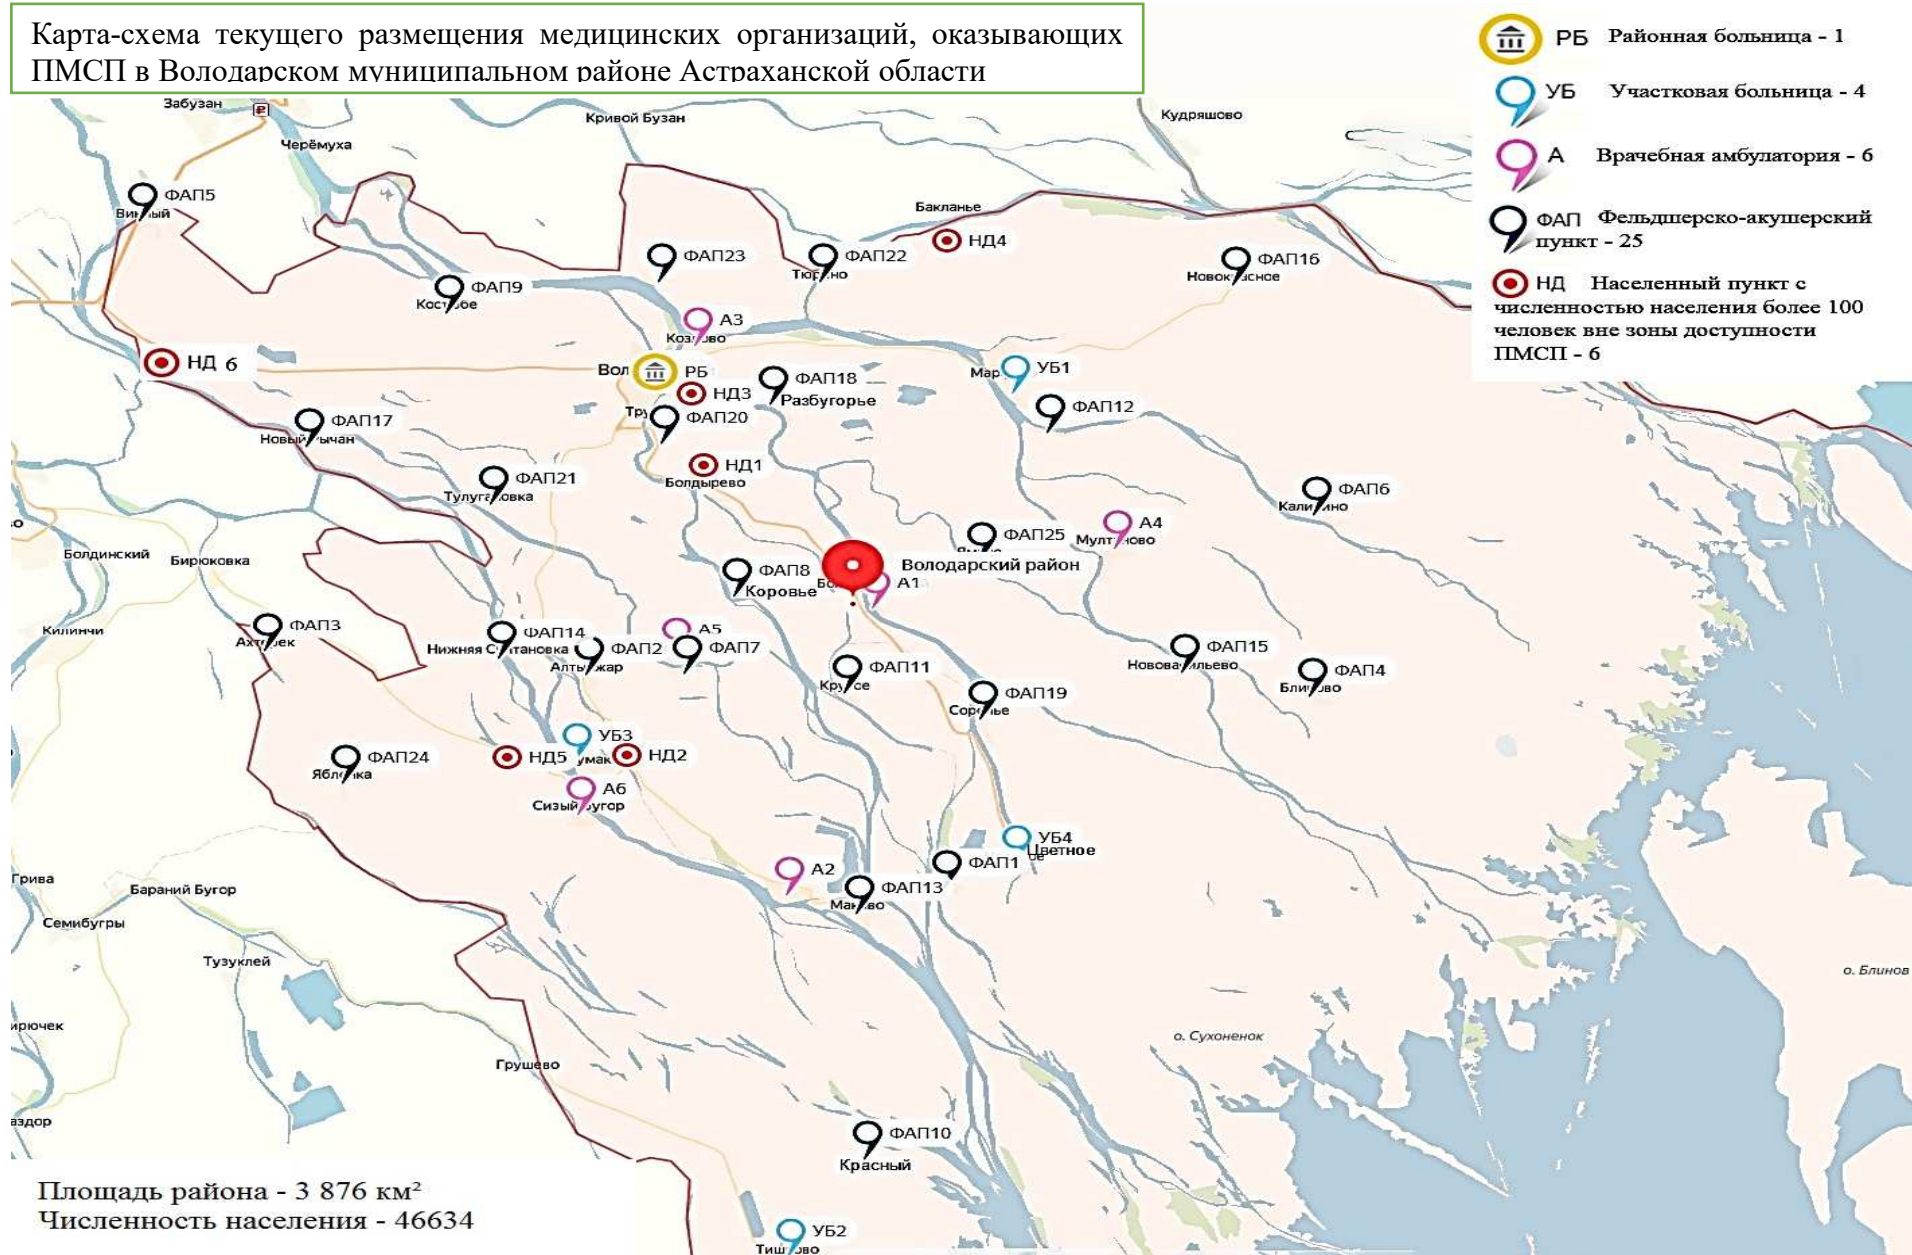 Карта-схема текущего размещения медицинских организаций, оказывающих
ПМСП в Володарском муниципальном районе Астраханской области
РБ Районная больница - 1
УБ Участковая больница - 4
А Врачебная амбулатория - 6
ФАП Фельдшерско-акушерский
пункт - 25
НД Населенный пункт с
численностью населения более 100
человек вне зоны доступности
ПМСП - 6
Забузан
Кривой Бузан
Кудряшово
Черёмуха
ФАП5
Бакланье
НД4
ФАП23
ФАП22
ФАП16
ФАП9
А3
НД 6
РБ
УБ1
ФАП18
НД3
Разбугорье
ФАП12
ФАП17
ФАП20
НД1
Болдырево
ФАП21
ФАП6
А4
ФАП25
Болдинский
Бирюковка
Володарский район
ФАП8
А1
Коровье
Килинчи
ФАП3
ФАП14
А5
Нижняя
ФАП2
ФАП7
ФАП15
ФАП11
ФАП4
ФАП19
УБ3
ФАП24
НД5
НД2
А6
УБ4
Цветное
ФАП1
А2
ФАП13
Грива
Бараний Бугор
Семибугры
Тузуклей
о. Блинов
о. Сухоненок
Грушево
ФАП10
Красный
Площадь района - 3 876 км²
Численность населения - 46634
УБ2